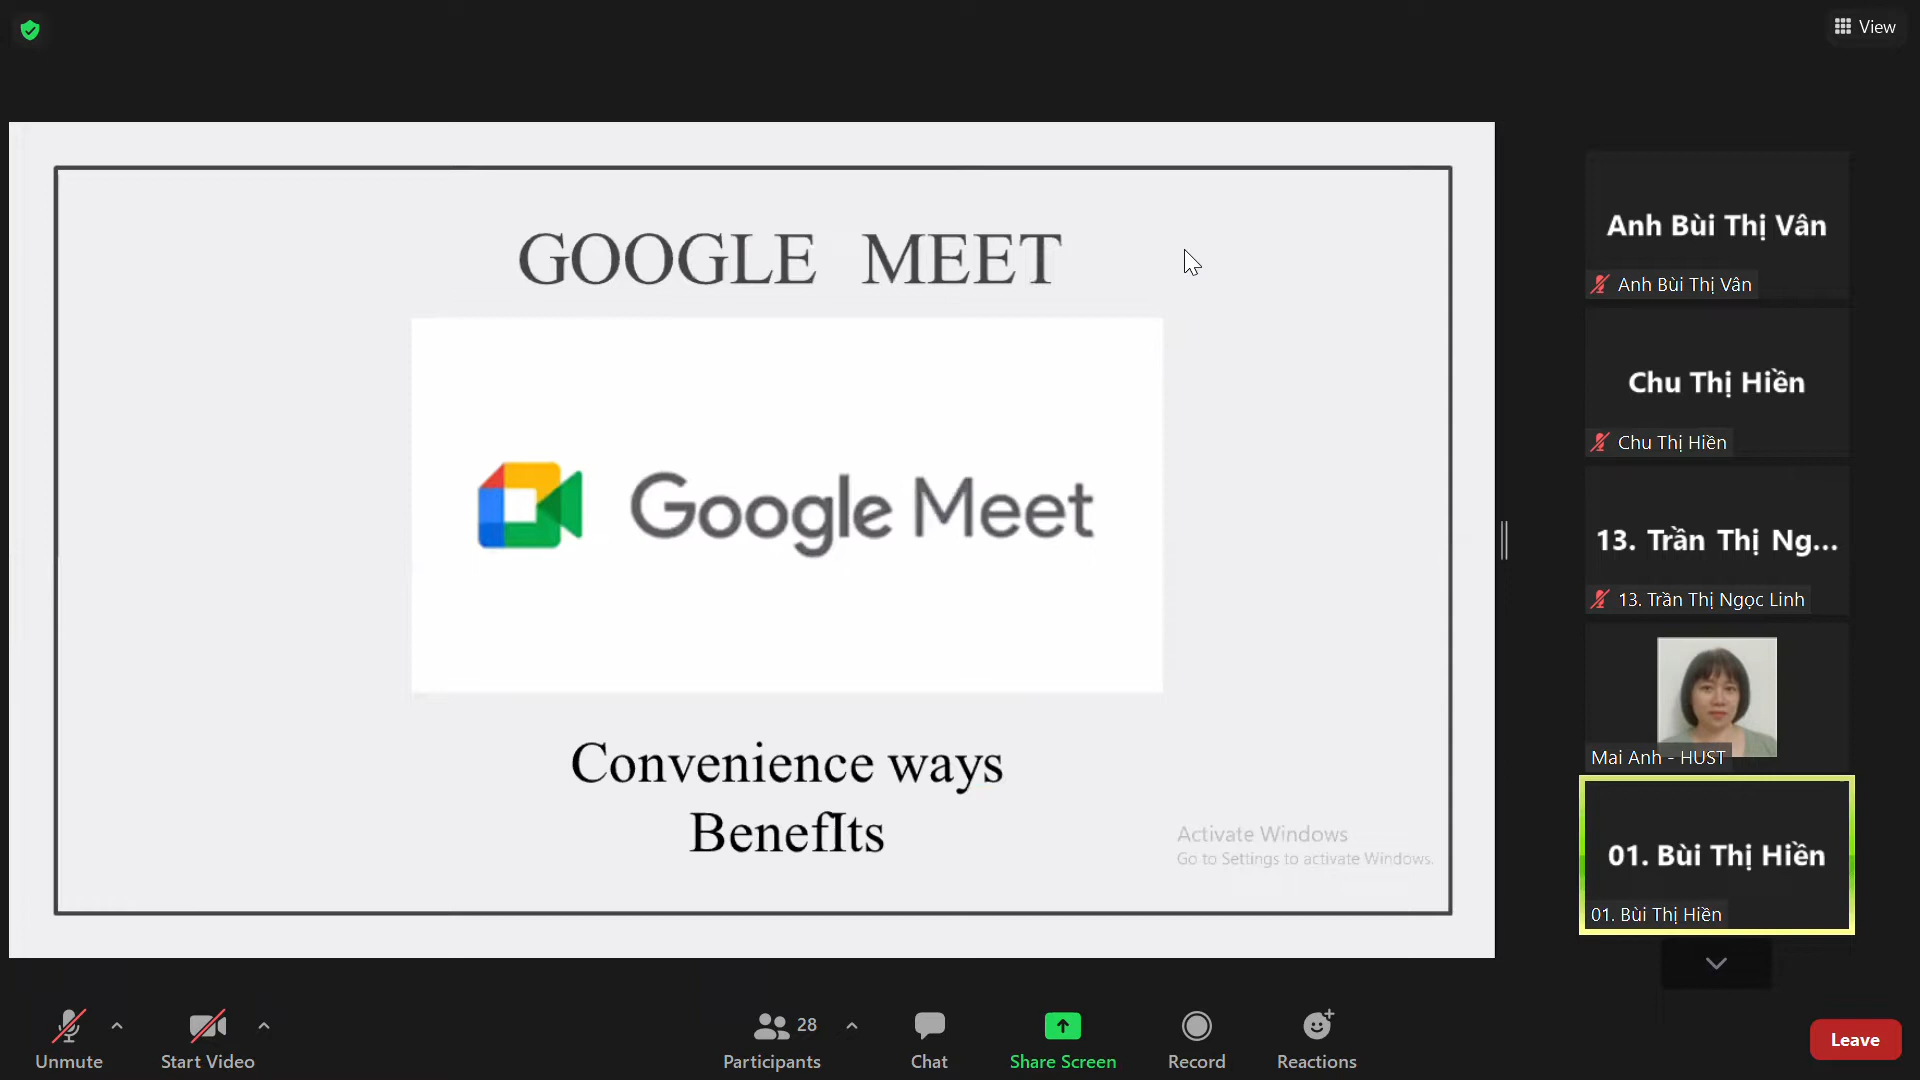 View
GOOGLE MEET
Google Meet
Convenience ways
BenefIts
Activate Windows
Go to Settings to activate Windows.
Anh Bùi Thị Vân
Anh Bùi Thị Vân
Chu Thị Hiền
Chu Thị Hiền
13. Trần Thị Ng...
13. Trần Thị Ngọc Linh
Mai Anh - HUST
01. Bùi Thị Hiền
01. Bùi Thị Hiền
Unmute
Start Video
28
Participants
Chat
Share Screen
Record
Reactions
Leave